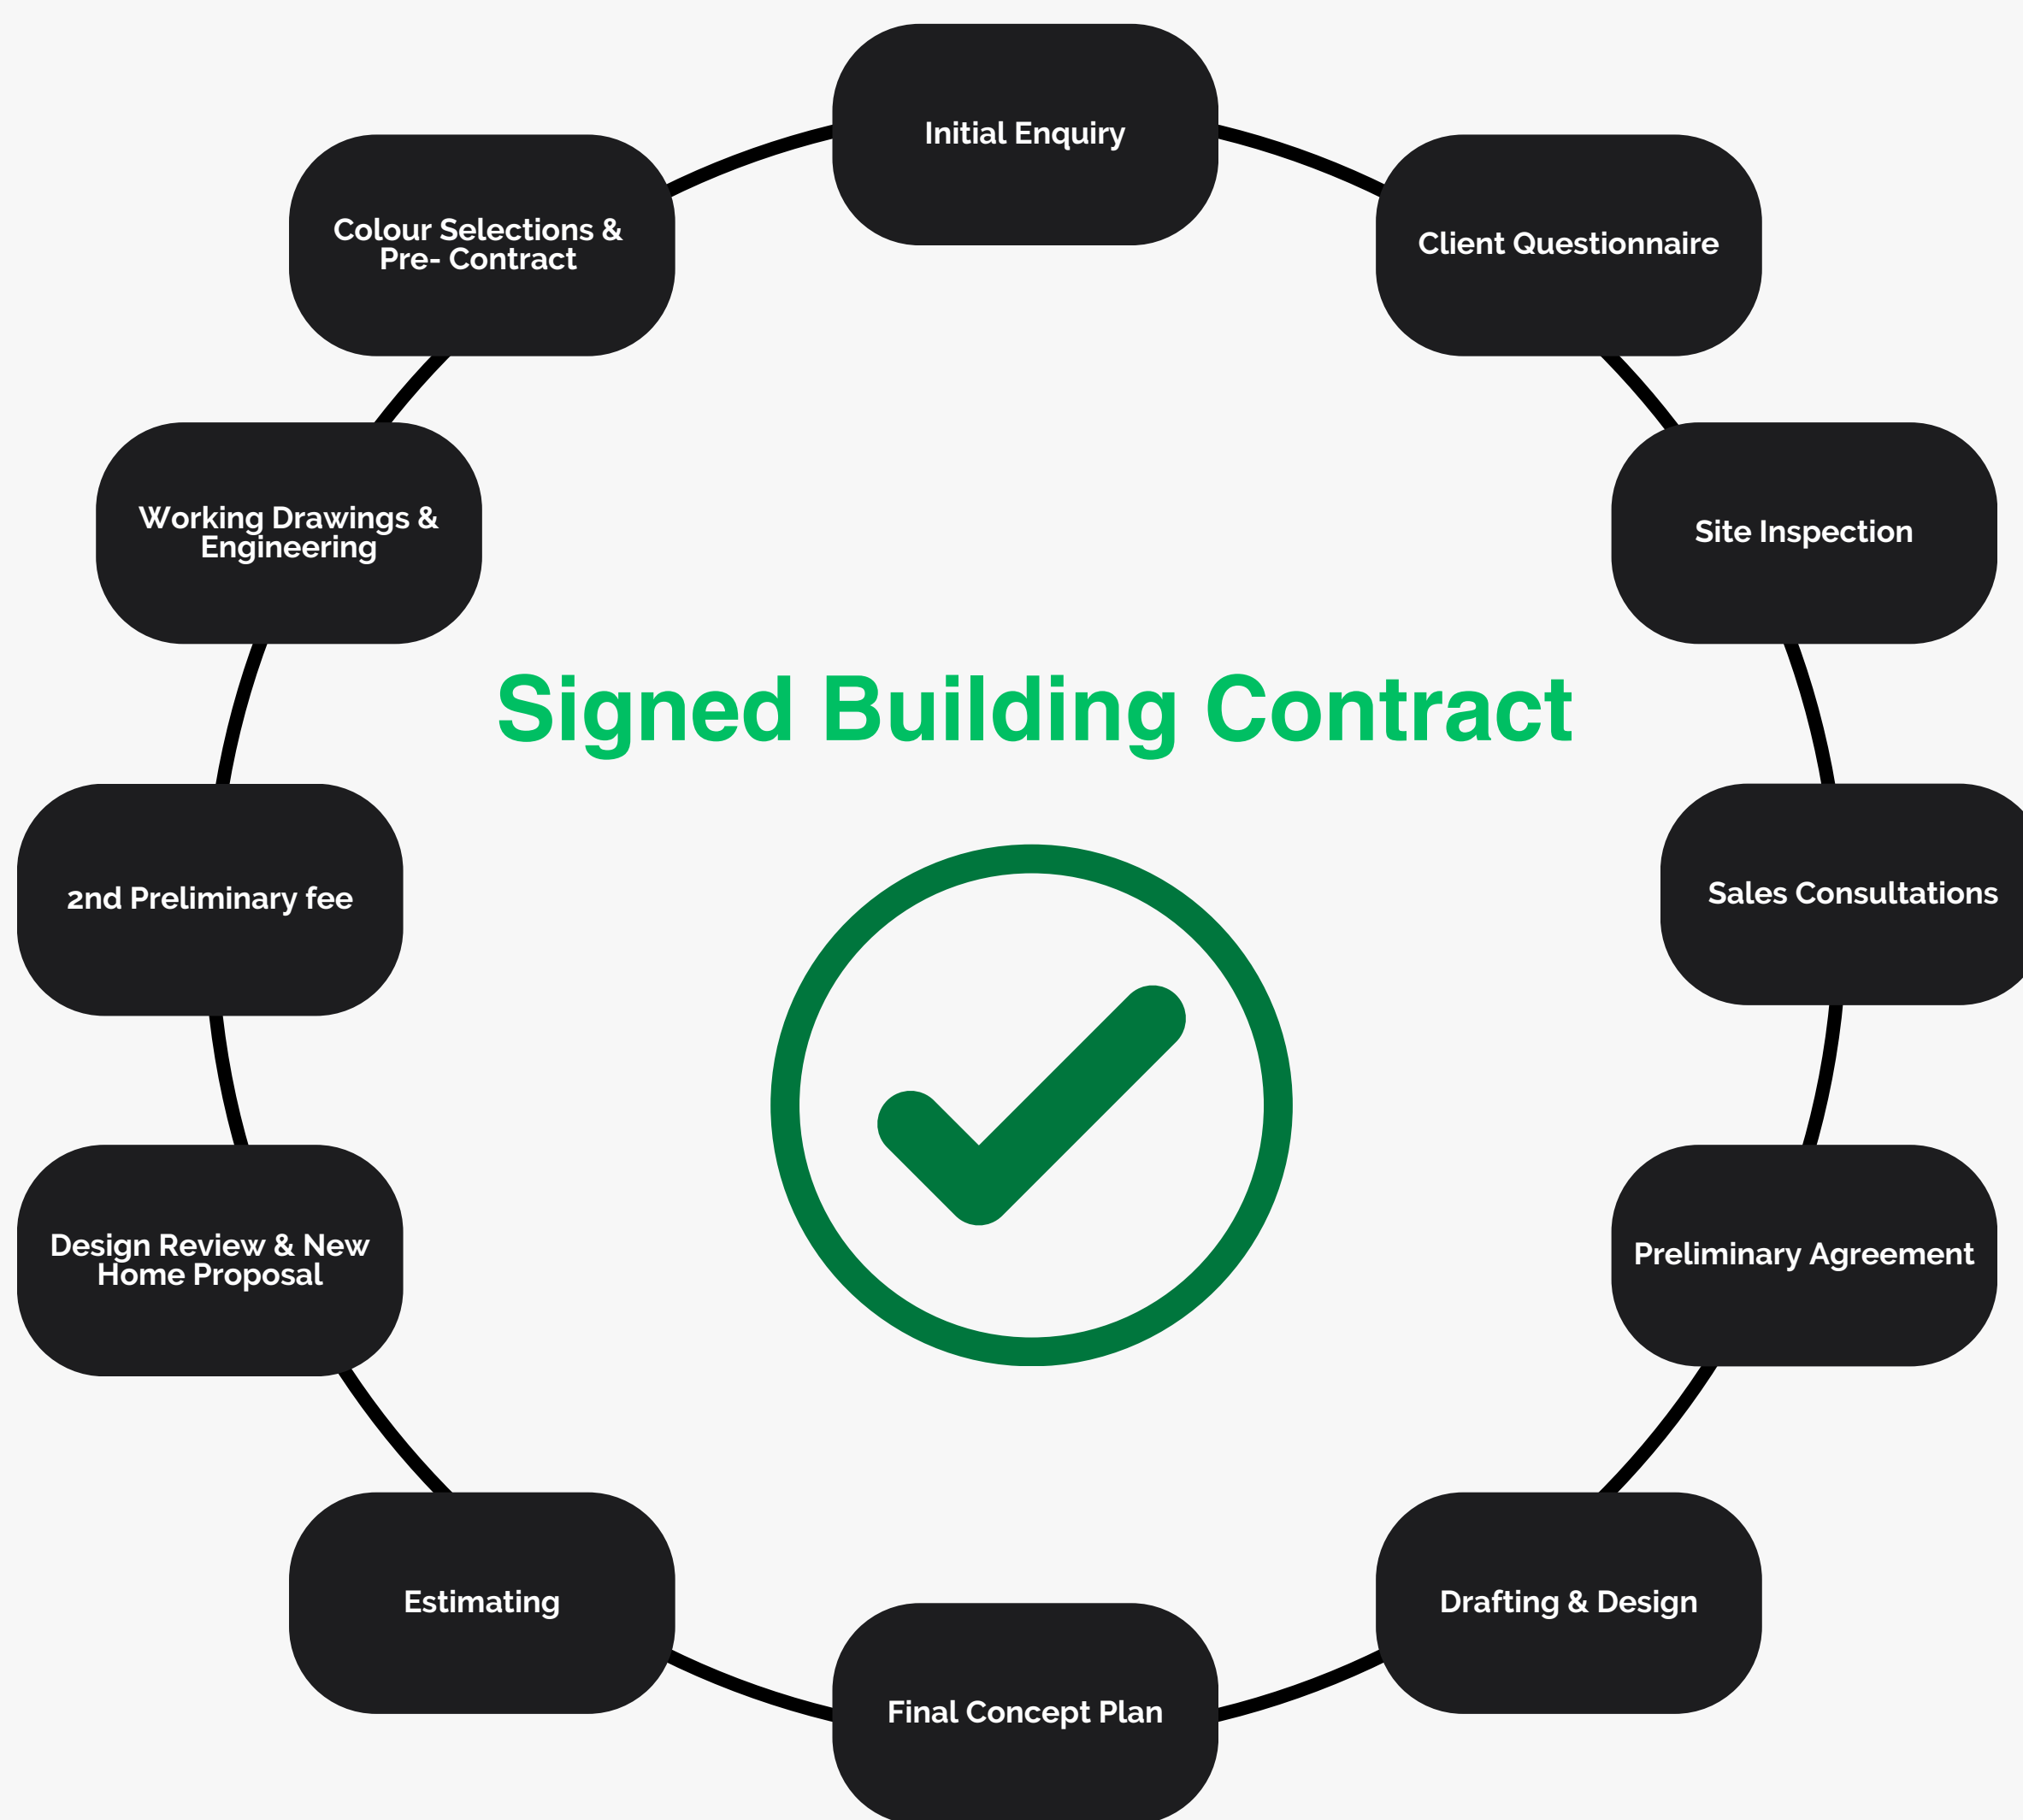 Initial Enquiry
Client Questionnaire
Site Inspection
Sales Consultations
Preliminary Agreement
Drafting & Design
Final Concept Plan
Estimating
Design Review & New
Home Proposal
2nd Preliminary fee
Working Drawings &
Engineering
Colour Selections &
Pre- Contract
Signed Building Contract